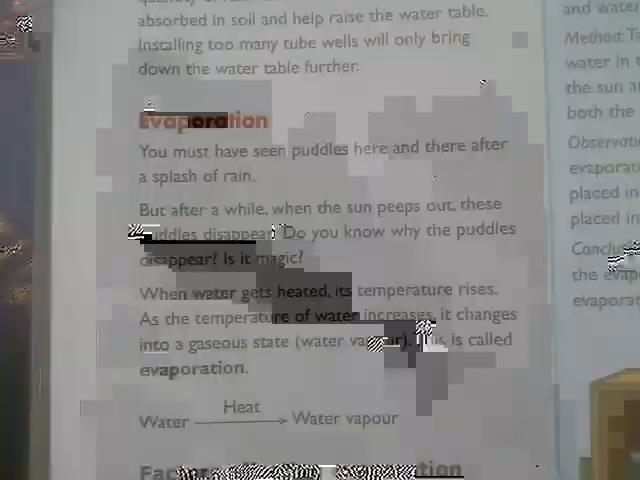 absorbed in soil and help raise the water table.
Installing too many tube wells will only bring
down the water table further.
Evaporation
You must have seen puddles here and there after
a splash of rain.
But after a while, when the sun peeps out, these
puddles disappear. Do you know why the puddles
disappear? Is it magic?
When water gets heated, its temperature rises.
As the temperature of water increases, it changes
into a gaseous state (water vapour). This is called
evaporation.
Heat
Water → Water vapour
and water
Method: Ta
water in t
the sun a
both the
Observati
evaporat
placed in
placed in
Conclus
the evap
evaporat